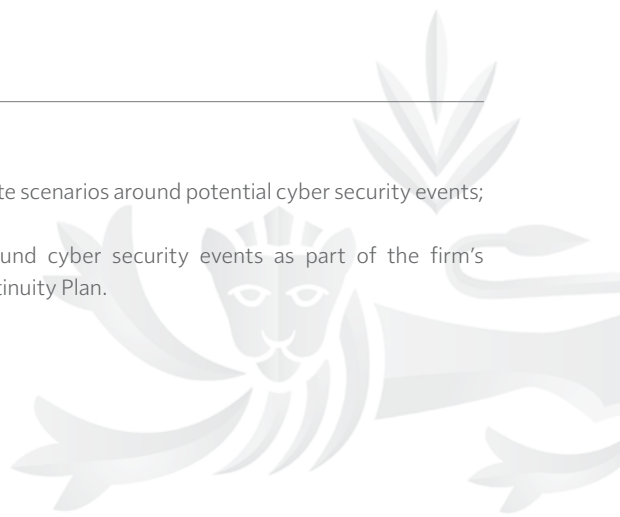 te scenarios around potential cyber security events;
und cyber security events as part of the firm's
tinuity Plan.